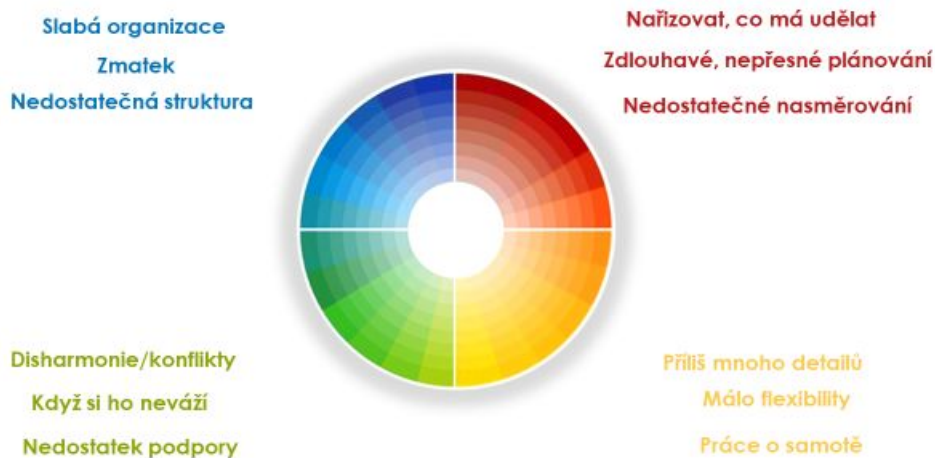 Slabá organizace
Zmatek
Nedostatečná struktura
Nařizovat, co má udělat
Zdlouhavé, nepřesné plánování
Nedostatečné nasměrování
Disharmonie/konflikty
Když si ho neváží
Nedostatek podpory
Příliš mnoho detailů
Málo flexibility
Práce o samotě